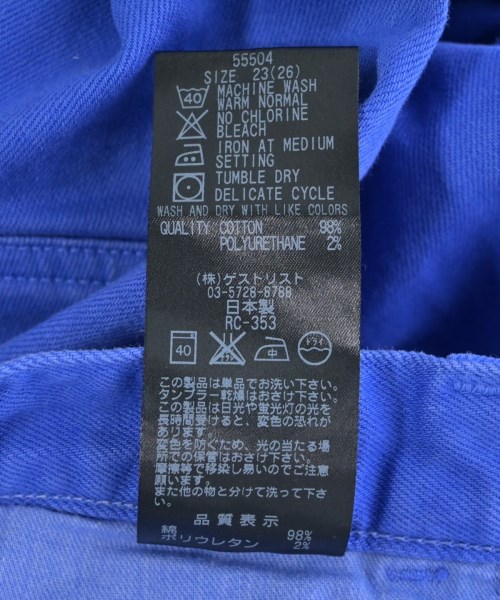 55504
SIZE 23(26)
40 MACHINE WASH
WARM NORMAL
NO CHLORINE
BLEACH
IRON AT MEDIUM
SETTING
TUMBLE DRY
DELICATE CYCLE
WASH AND DRY WITH LIKE COLORS
QUALITY COTTON 98%
POLYURETHANE 2%
(株)ゲストリスト
03-5728-8788
日本製
RC-353
40 中 ドライ
この製品は単品でお洗い下さい。
タンブラー乾燥はおさけ下さい。
この製品は日光や蛍光灯の光を
長時間受けると、変色の恐れが
あります。
変色を防ぐため、光の当たる場
所での保管はおさけ下さい。
摩擦等で移染し易いのでご注意
願います。
また他の物と分けて洗って下さ
い。
品質表示
綿 98%
ポリウレタン 2%